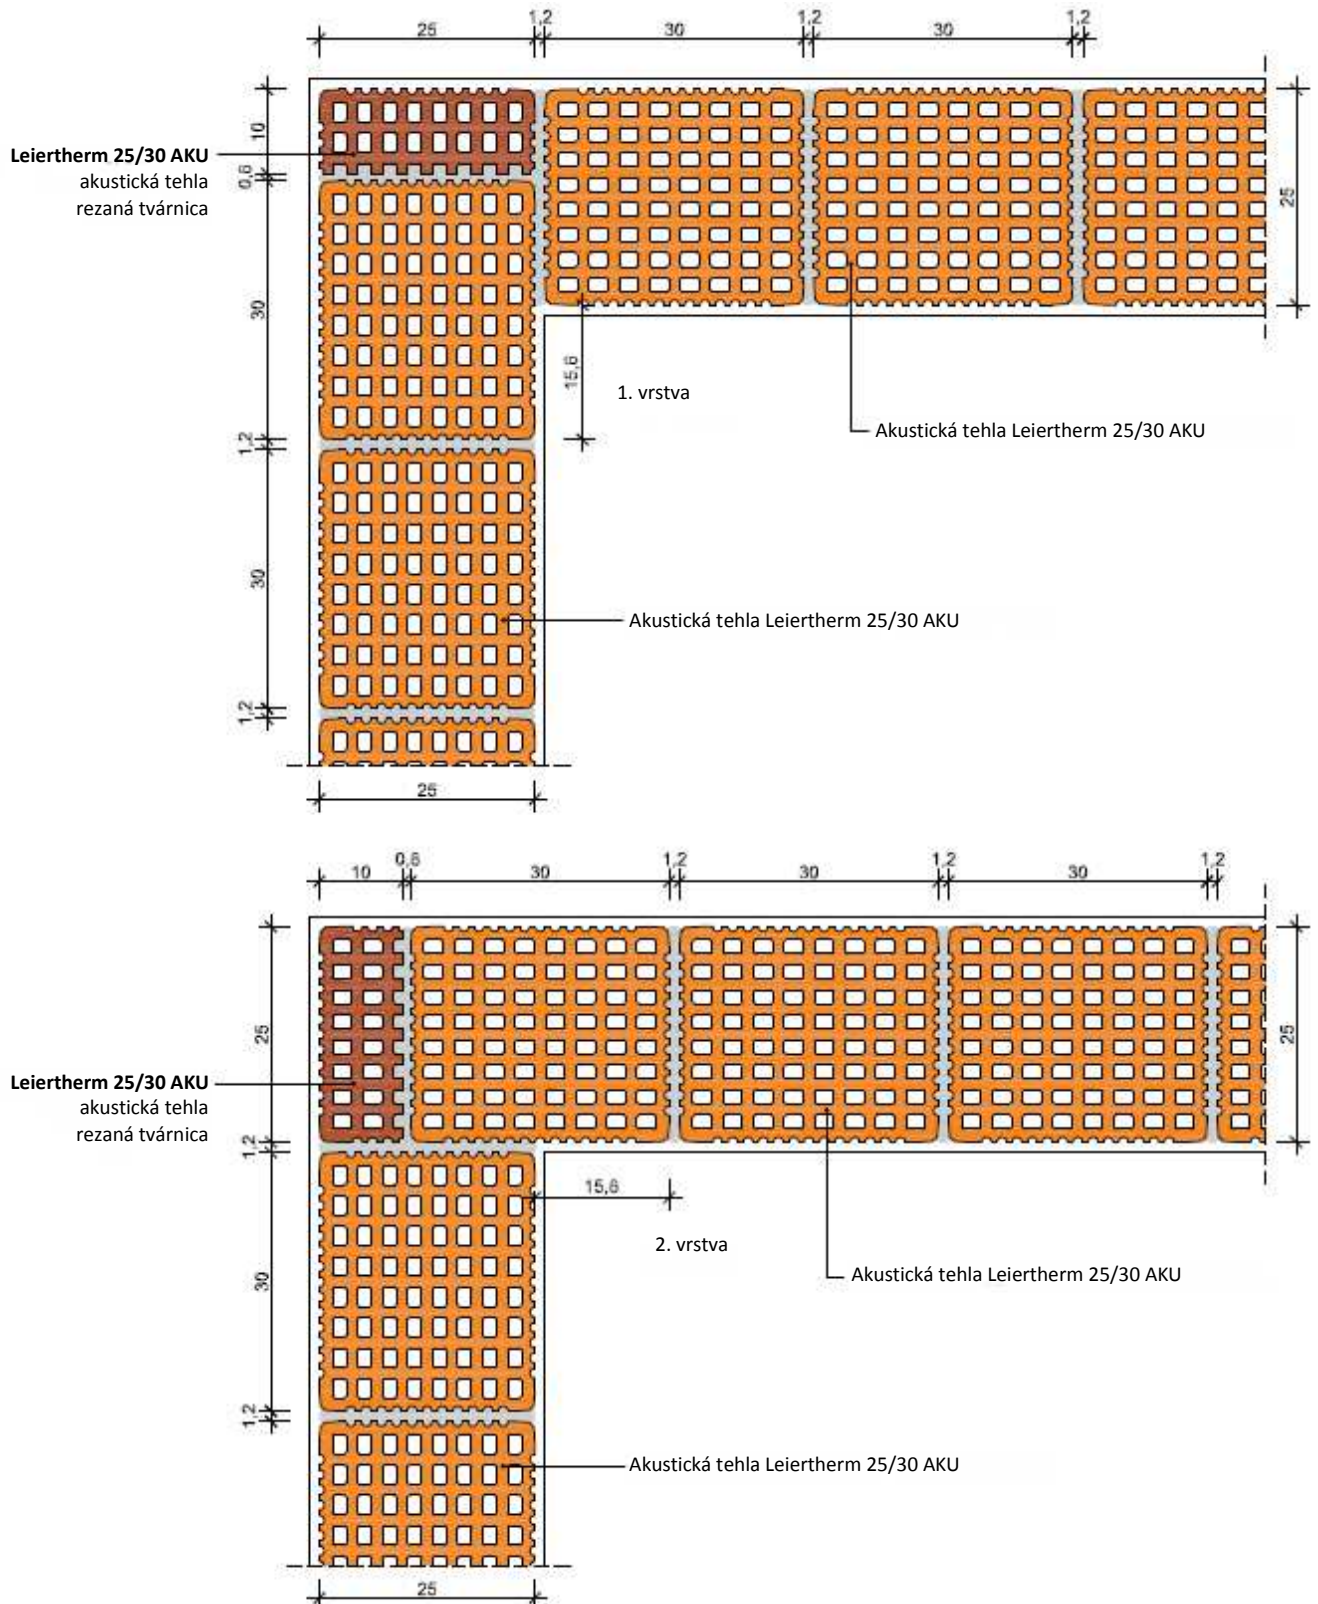 1,2
1,2
1,2
25
30
30
10
Leiertherm 25/30 AKU
akustická tehla
rezaná tvárnica
0,6
25
30
15,6
1. vrstva
Akustická tehla Leiertherm 25/30 AKU
1,2
30
Akustická tehla Leiertherm 25/30 AKU
1,2
25
0,6
1,2
1,2
1,2
10
30
30
30
25
25
Leiertherm 25/30 AKU
akustická tehla
rezaná tvárnica
1,2
15,6
2. vrstva
30
Akustická tehla Leiertherm 25/30 AKU
1,2
Akustická tehla Leiertherm 25/30 AKU
25